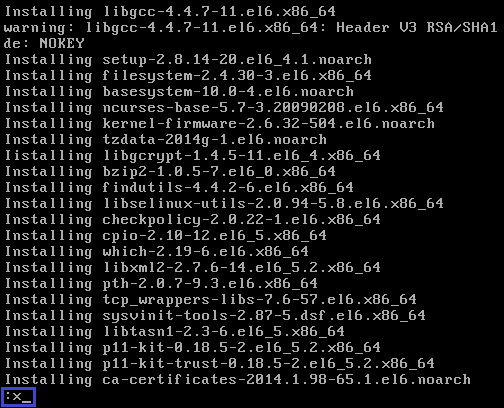 Installing libgcc-4.4.7-11.el6.x86_64
warning: libgcc-4.4.7-11.el6.x86_64: Header V3 RSA/SHA1
de: NOKEY
Installing setup-2.8.14-20.el6_4.1.noarch
Installing filesystem-2.4.30-3.el6.x86_64
Installing basesystem-10.0-4.el6.noarch
Installing ncurses-base-5.7-3.20090208.el6.x86_64
Installing kernel-firmware-2.6.32-504.el6.noarch
Installing tzdata-2014g-1.el6.noarch
Iistalling libgcrypt-1.4.5-11.el6_4.x86_64
Installing bzip2-1.0.5-7.el6_0.x86_64
Installing findutils-4.4.2-6.el6.x86_64
Installing libselinux-utils-2.0.94-5.8.el6.x86_64
Installing checkpolicy-2.0.22-1.el6.x86_64
Installing cpio-2.10-12.el6_5.x86_64
Installing which-2.19-6.el6.x86_64
Installing libxml2-2.7.6-14.el6_5.2.x86_64
Installing pth-2.0.7-9.3.el6.x86_64
Installing tcp_wrappers-libs-7.6-57.el6.x86_64
Installing sysvinit-tools-2.87-5.dsf.el6.x86_64
Installing libtasn1-2.3-6.el6_5.x86_64
Installing p11-kit-0.18.5-2.el6_5.2.x86_64
Installing p11-kit-trust-0.18.5-2.el6_5.2.x86_64
Installing ca-certificates-2014.1.98-65.1.el6.noarch
:x_